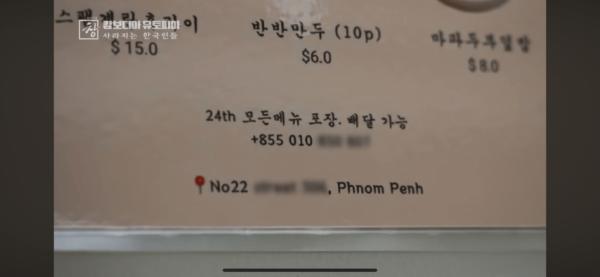 캄보디아 유토피아
사라지는 한국인들
$15.0
반반만두 (10p)
$6.0
마파두부덮밥
$8.0
24th 모든메뉴 포장. 배달 가능
+855 010
No22 , Phnom Penh